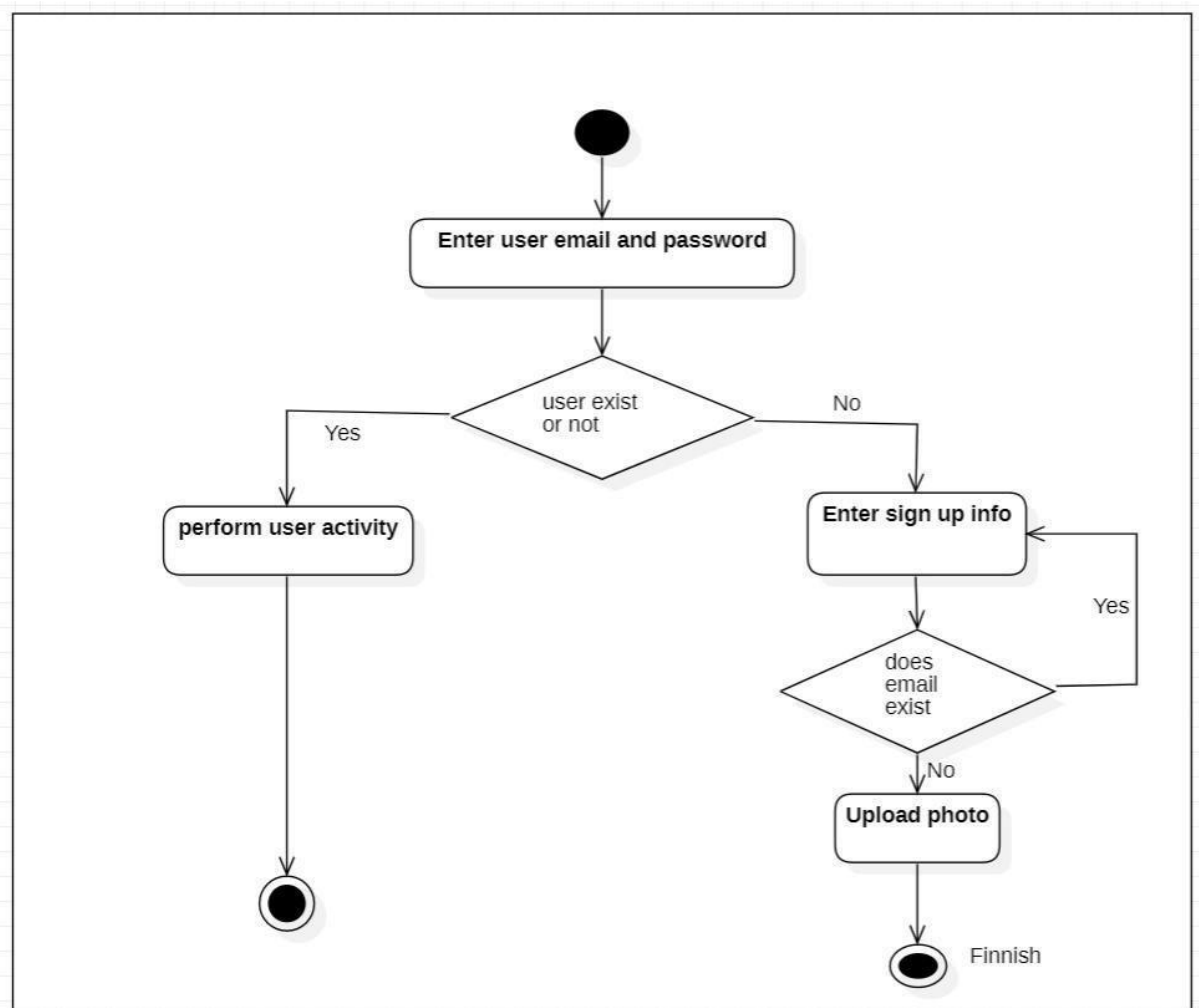 Enter user email and password
user exist
or not
Yes
No
perform user activity
Enter sign up info
Yes
does
email
exist
No
Upload photo
Finnish